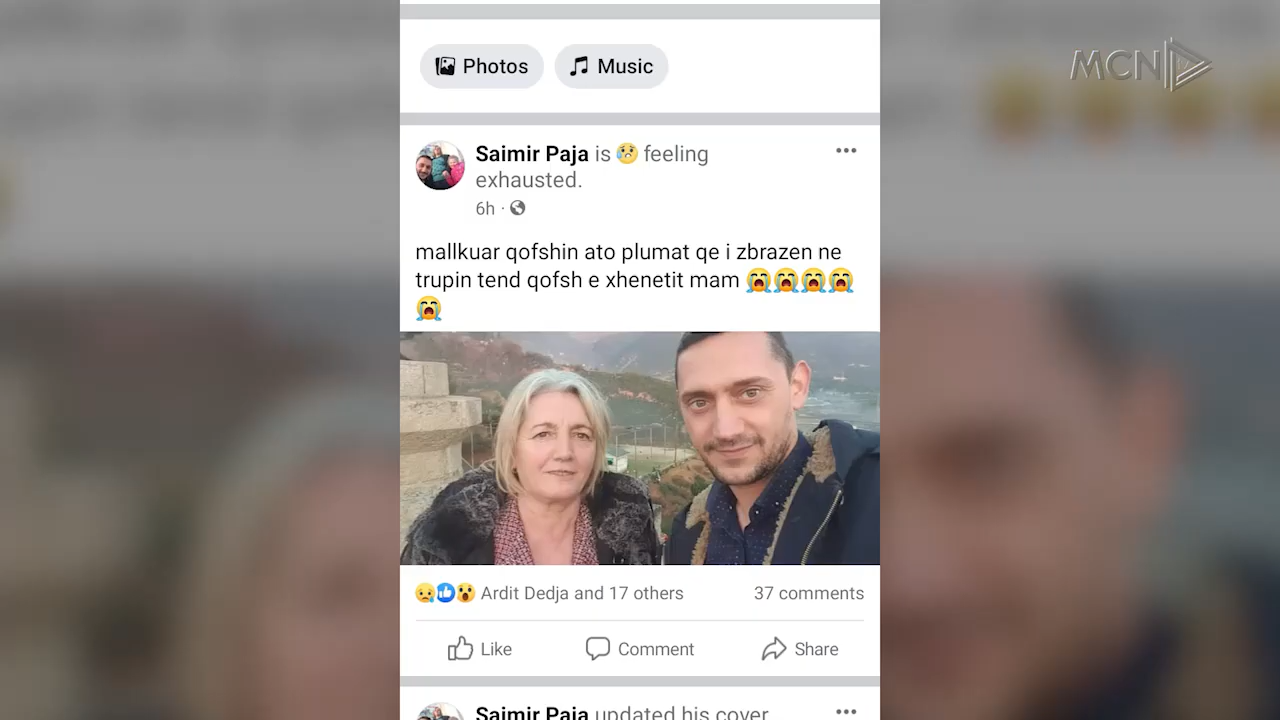 MCN
Photos
Music
Saimir Paja is 😢 feeling
exhausted.
6h ·
mallkuar qofshin ato plumat qe i zbrazen ne
trupin tend qofsh e xhenetit mam 😭😭😭😭
😭
Ardit Dedja and 17 others
37 comments
Like
Comment
Share
Saimir Paja updated his cover